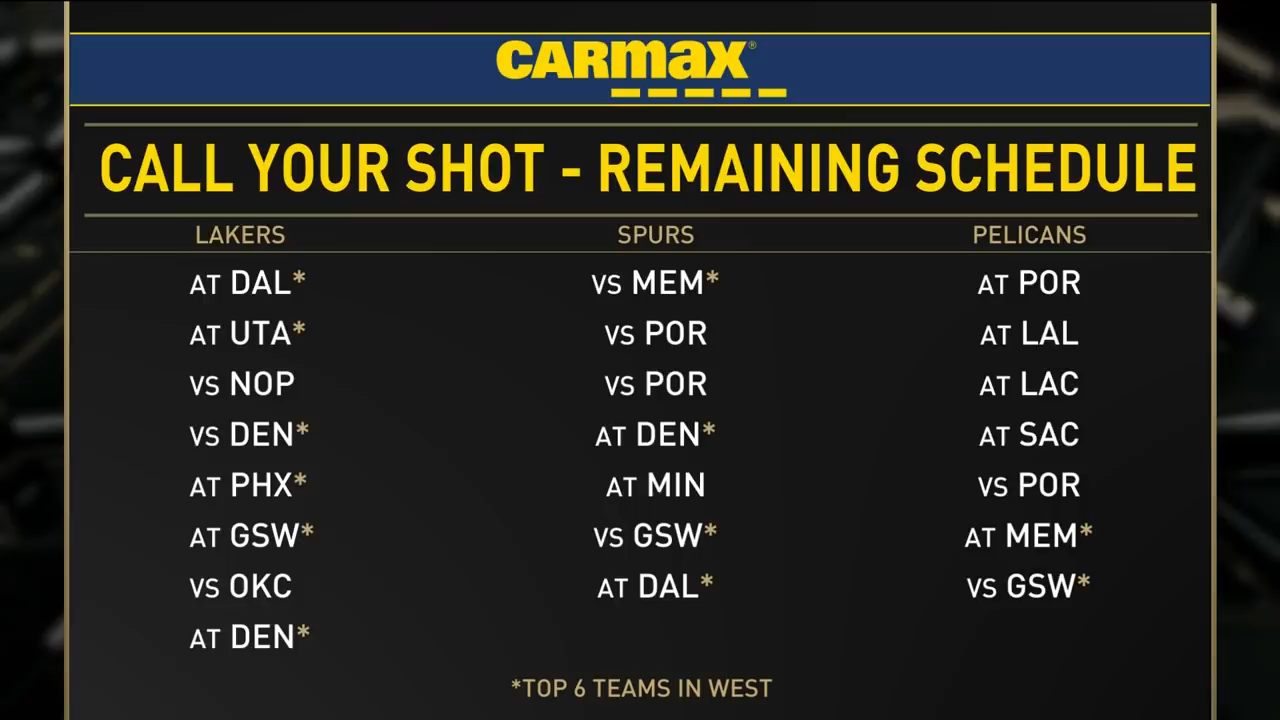 CARMAX®
CALL YOUR SHOT - REMAINING SCHEDULE
LAKERS SPURS PELICANS
AT DAL* VS MEM* AT POR
AT UTA* VS POR AT LAL
VS NOP VS POR AT LAC
VS DEN* AT DEN* AT SAC
AT PHX* AT MIN VS POR
AT GSW* VS GSW* AT MEM*
VS OKC AT DAL* VS GSW*
AT DEN*
*TOP 6 TEAMS IN WEST